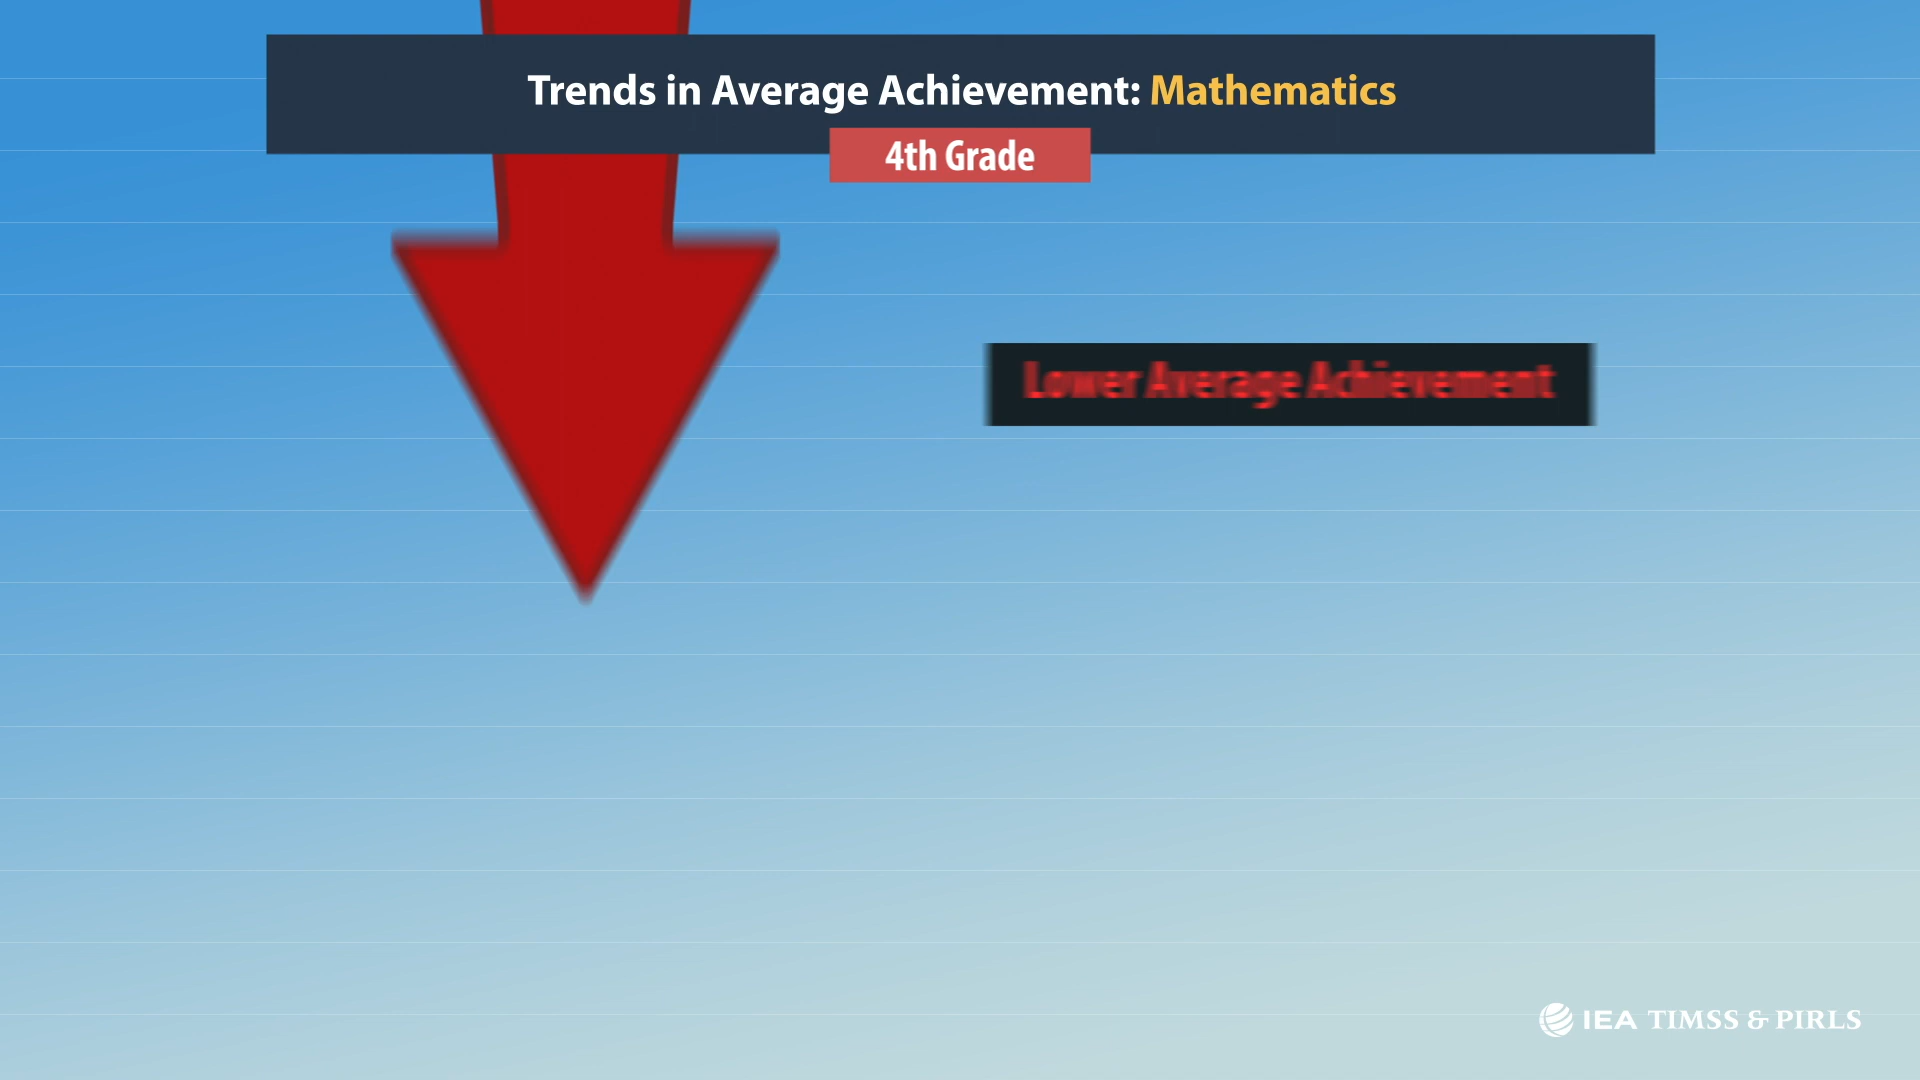 Trends in Average Achievement: Mathematics
4th Grade
Lower Average Achievement
IEA TIMSS & PIRLS